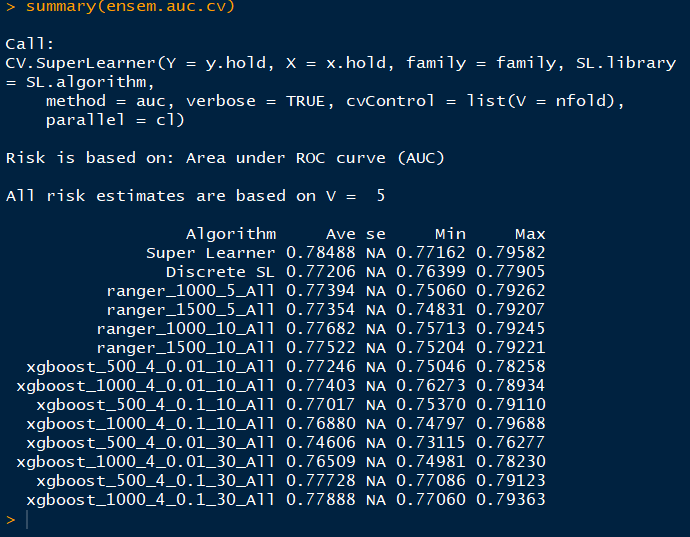 > summary(ensem.auc.cv)
Call:
CV.SuperLearner(Y = y.hold, X = x.hold, family = family, SL.library
= SL.algorithm,
    method = auc, verbose = TRUE, cvControl = list(V = nfold),
    parallel = cl)
Risk is based on: Area under ROC curve (AUC)
All risk estimates are based on V =  5
Algorithm     Ave se     Min     Max
Super Learner 0.78488 NA 0.77162 0.79582
Discrete SL 0.77206 NA 0.76399 0.77905
ranger_1000_5_All 0.77394 NA 0.75060 0.79262
ranger_1500_5_All 0.77354 NA 0.74831 0.79207
ranger_1000_10_All 0.77682 NA 0.75713 0.79245
ranger_1500_10_All 0.77522 NA 0.75204 0.79221
xgboost_500_4_0.01_10_All 0.77246 NA 0.75046 0.78258
xgboost_1000_4_0.01_10_All 0.77403 NA 0.76273 0.78934
xgboost_500_4_0.1_10_All 0.77017 NA 0.75370 0.79110
xgboost_1000_4_0.1_10_All 0.76880 NA 0.74797 0.79688
xgboost_500_4_0.01_30_All 0.74606 NA 0.73115 0.76277
xgboost_1000_4_0.01_30_All 0.76509 NA 0.74981 0.78230
xgboost_500_4_0.1_30_All 0.77728 NA 0.77086 0.79123
xgboost_1000_4_0.1_30_All 0.77888 NA 0.77060 0.79363
>